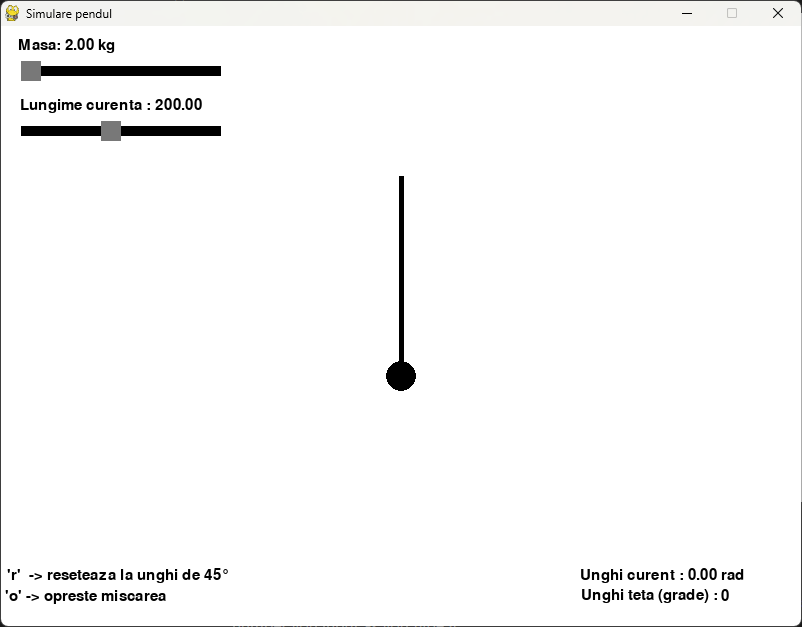 Simulare pendul
Masa: 2.00 kg
Lungime curenta : 200.00
'r'  -> reseteaza la unghi de 45°
'o' -> opreste miscarea
Unghi curent : 0.00 rad
Unghi teta (grade) : 0